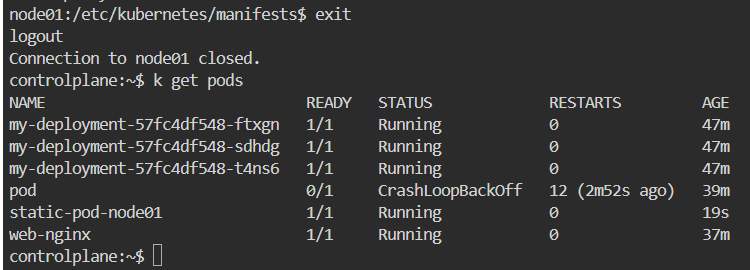 node01:/etc/kubernetes/manifests$ exit
logout
Connection to node01 closed.
controlplane:~$ k get pods
NAME READY STATUS RESTARTS AGE
my-deployment-57fc4df548-ftxgn 1/1 Running 0 47m
my-deployment-57fc4df548-sdhdg 1/1 Running 0 47m
my-deployment-57fc4df548-t4ns6 1/1 Running 0 47m
pod 0/1 CrashLoopBackOff 12 (2m52s ago) 39m
static-pod-node01 1/1 Running 0 19s
web-nginx 1/1 Running 0 37m
controlplane:~$